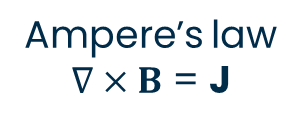 Ampere’s law
∇ × B = J